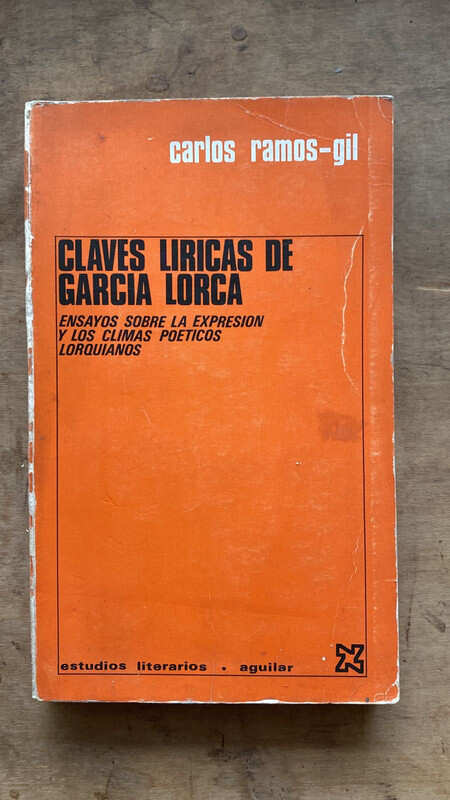 carlos ramos-gil
CLAVES LIRICAS DE
GARCIA LORCA
ENSAYOS SOBRE LA EXPRESION
Y LOS CLIMAS POETICOS
LORQUIANOS
estudios literarios • aguilar